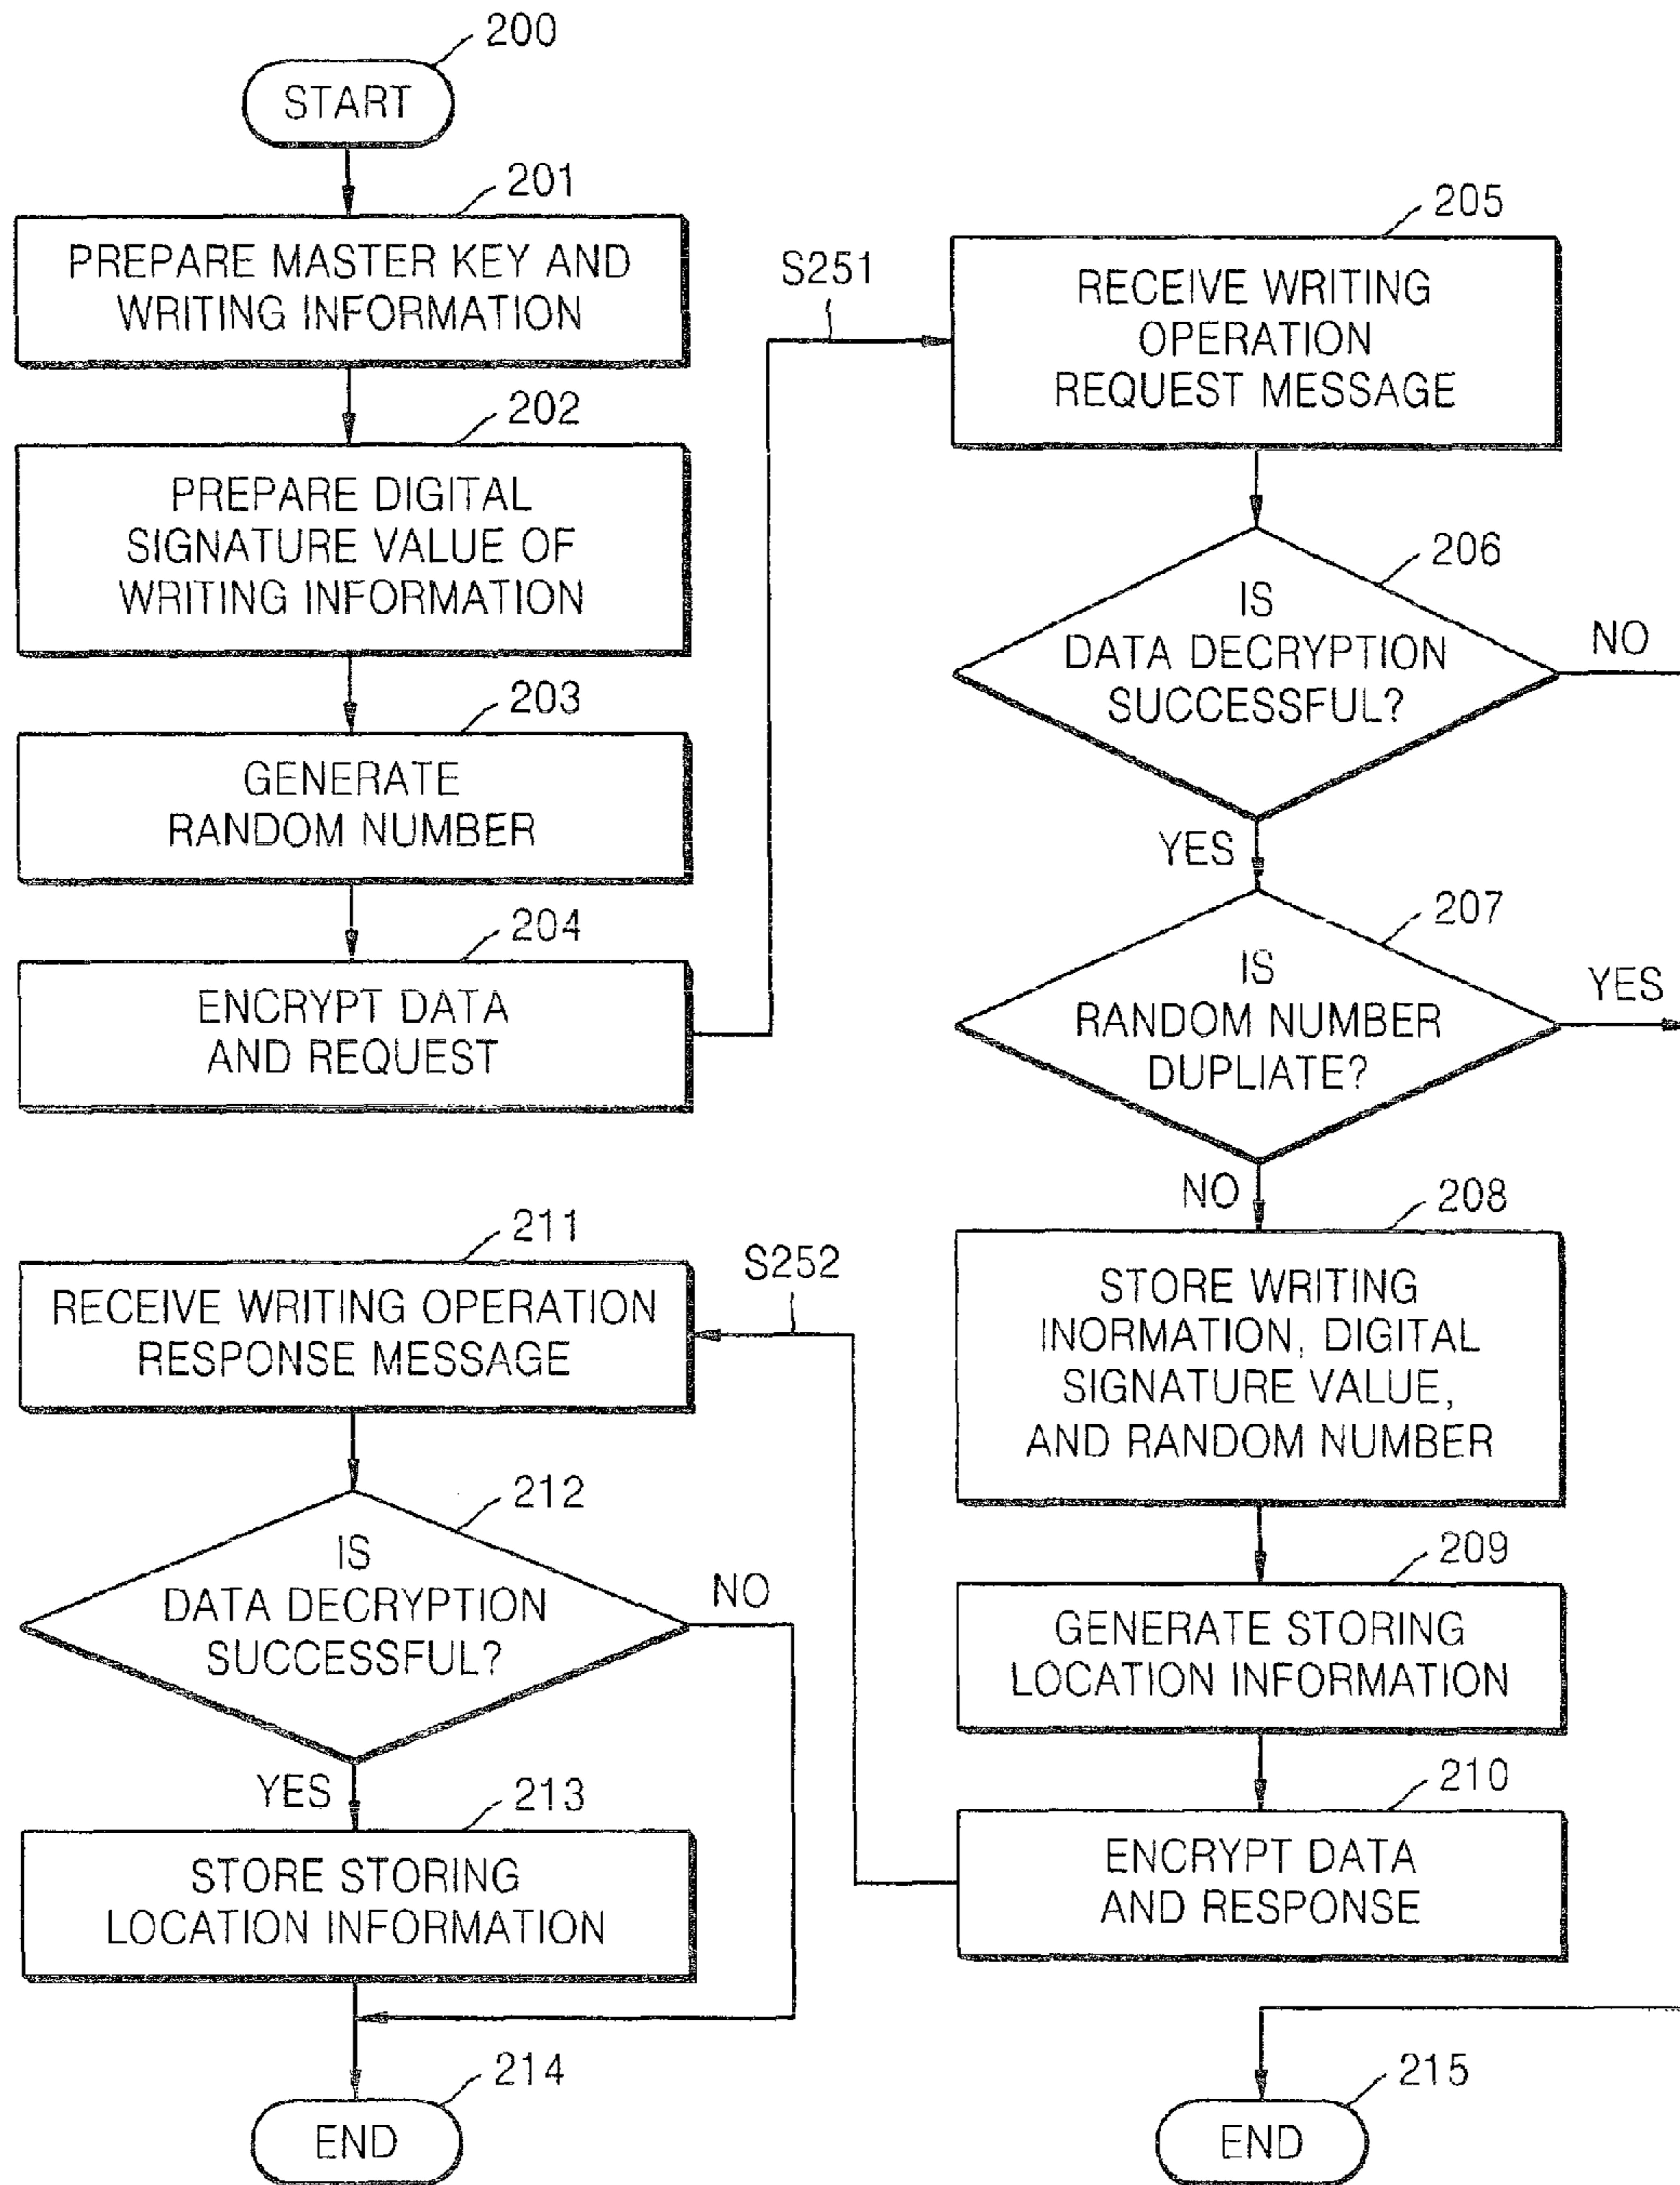 200
START
201
PREPARE MASTER KEY AND
WRITING INFORMATION
202
PREPARE DIGITAL
SIGNATURE VALUE OF
WRITING INFORMATION
203
GENERATE
RANDOM NUMBER
204
ENCRYPT DATA
AND REQUEST
S251
205
RECEIVE WRITING
OPERATION
REQUEST MESSAGE
206
IS
DATA DECRYPTION
SUCCESSFUL?
NO
YES
207
IS
RANDOM NUMBER
DUPLIATE?
YES
NO
208
STORE WRITING
INORMATION, DIGITAL
SIGNATURE VALUE,
AND RANDOM NUMBER
209
GENERATE STORING
LOCATION INFORMATION
210
ENCRYPT DATA
AND RESPONSE
S252
211
RECEIVE WRITING OPERATION
RESPONSE MESSAGE
212
IS
DATA DECRYPTION
SUCCESSFUL?
NO
YES
213
STORE STORING
LOCATION INFORMATION
214
END
215
END